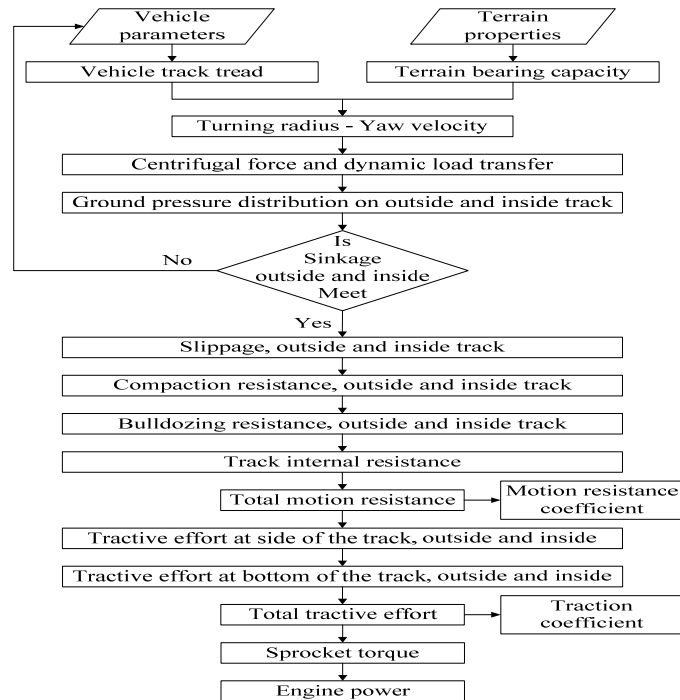 Vehicle
parameters
Terrain
properties
Vehicle track tread
Terrain bearing capacity
Turning radius - Yaw velocity
Centrifugal force and dynamic load transfer
Ground pressure distribution on outside and inside track
Is
Sinkage
outside and inside
Meet
No
Yes
Slippage, outside and inside track
Compaction resistance, outside and inside track
Bulldozing resistance, outside and inside track
Track internal resistance
Total motion resistance
Motion resistance
coefficient
Tractive effort at side of the track, outside and inside
Tractive effort at bottom of the track, outside and inside
Total tractive effort
Traction
coefficient
Sprocket torque
Engine power